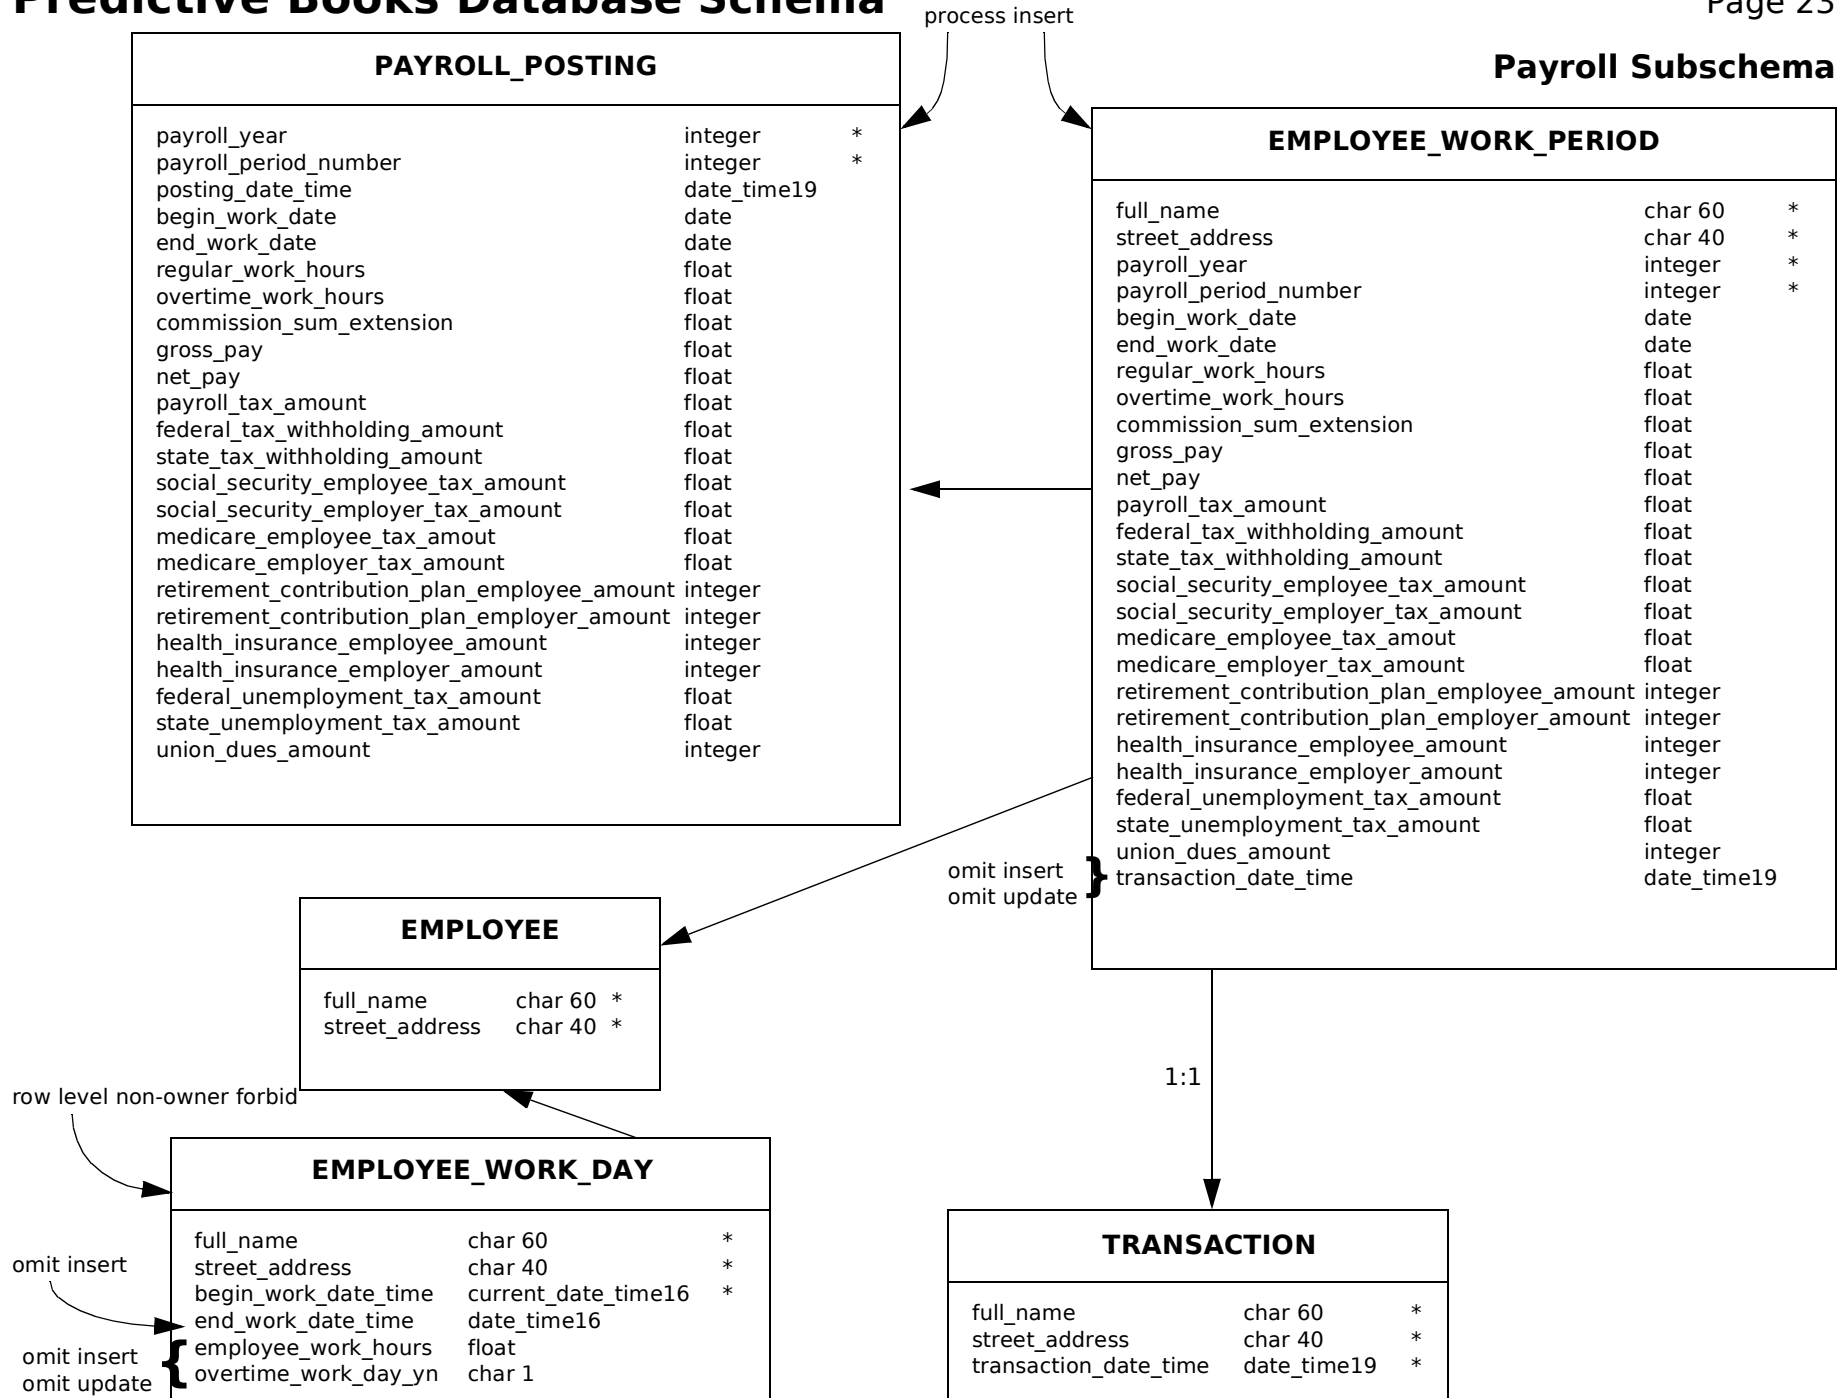 Predictive Books Database Schema
Page 23
process insert
Payroll Subschema
PAYROLL_POSTING
payroll_year integer *
payroll_period_number integer *
posting_date_time date_time19
begin_work_date date
end_work_date date
regular_work_hours float
overtime_work_hours float
commission_sum_extension float
gross_pay float
net_pay float
payroll_tax_amount float
federal_tax_withholding_amount float
state_tax_withholding_amount float
social_security_employee_tax_amount float
social_security_employer_tax_amount float
medicare_employee_tax_amout float
medicare_employer_tax_amount float
retirement_contribution_plan_employee_amount integer
retirement_contribution_plan_employer_amount integer
health_insurance_employee_amount integer
health_insurance_employer_amount integer
federal_unemployment_tax_amount float
state_unemployment_tax_amount float
union_dues_amount integer
EMPLOYEE_WORK_PERIOD
full_name char 60 *
street_address char 40 *
payroll_year integer *
payroll_period_number integer *
begin_work_date date
end_work_date date
regular_work_hours float
overtime_work_hours float
commission_sum_extension float
gross_pay float
net_pay float
payroll_tax_amount float
federal_tax_withholding_amount float
state_tax_withholding_amount float
social_security_employee_tax_amount float
social_security_employer_tax_amount float
medicare_employee_tax_amout float
medicare_employer_tax_amount float
retirement_contribution_plan_employee_amount integer
retirement_contribution_plan_employer_amount integer
health_insurance_employee_amount integer
health_insurance_employer_amount integer
federal_unemployment_tax_amount float
state_unemployment_tax_amount float
union_dues_amount integer
transaction_date_time date_time19
omit insert
omit update }
EMPLOYEE
full_name char 60 *
street_address char 40 *
1:1
row level non-owner forbid
EMPLOYEE_WORK_DAY
full_name char 60 *
street_address char 40 *
begin_work_date_time current_date_time16 *
end_work_date_time date_time16
employee_work_hours float
overtime_work_day_yn char 1
omit insert
omit insert
omit update {
TRANSACTION
full_name char 60 *
street_address char 40 *
transaction_date_time date_time19 *